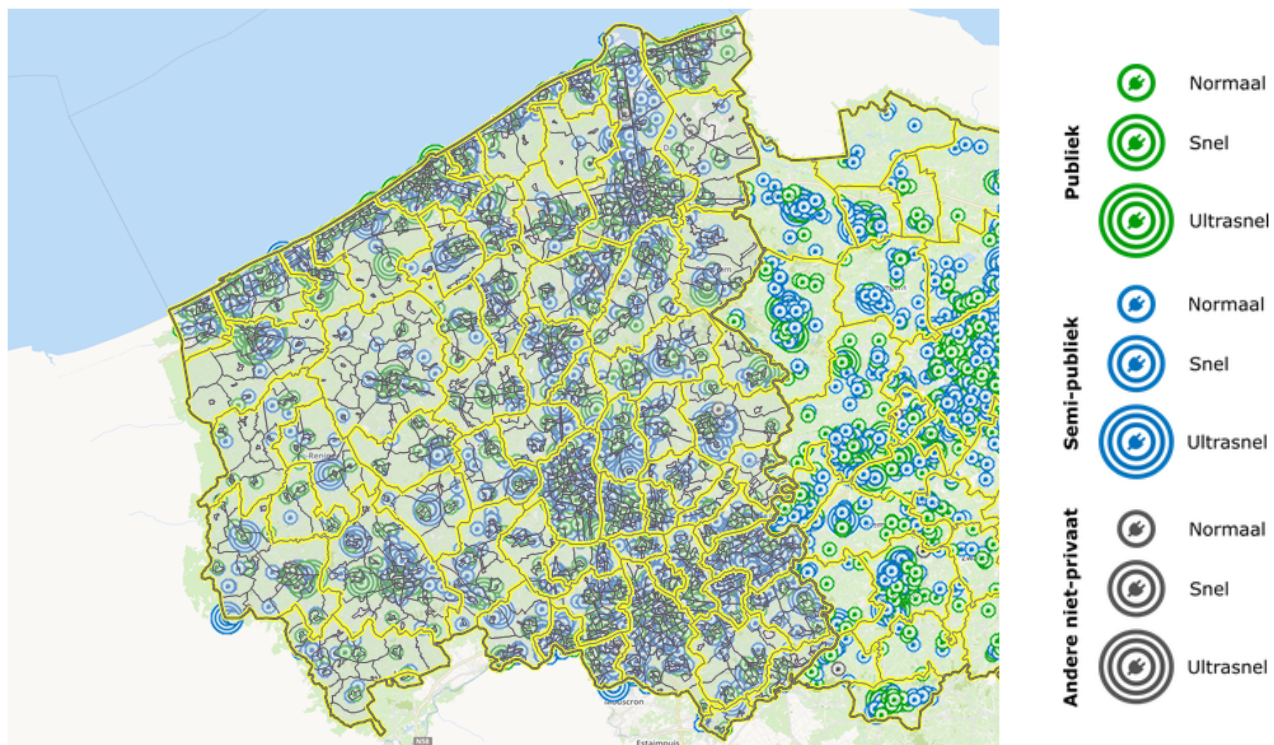 Publiek
Normaal
Snel
Ultrasnel
Semi-publiek
Normaal
Snel
Ultrasnel
Andere niet-privaat
Normaal
Snel
Ultrasnel
Mouscron
Estaimpuis
N58